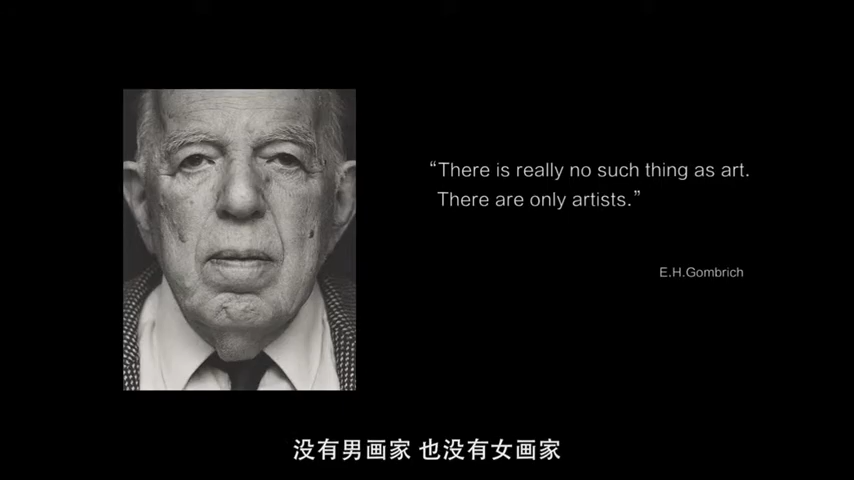 “There is really no such thing as art.
There are only artists.”
E.H.Gombrich
没有男画家 也没有女画家